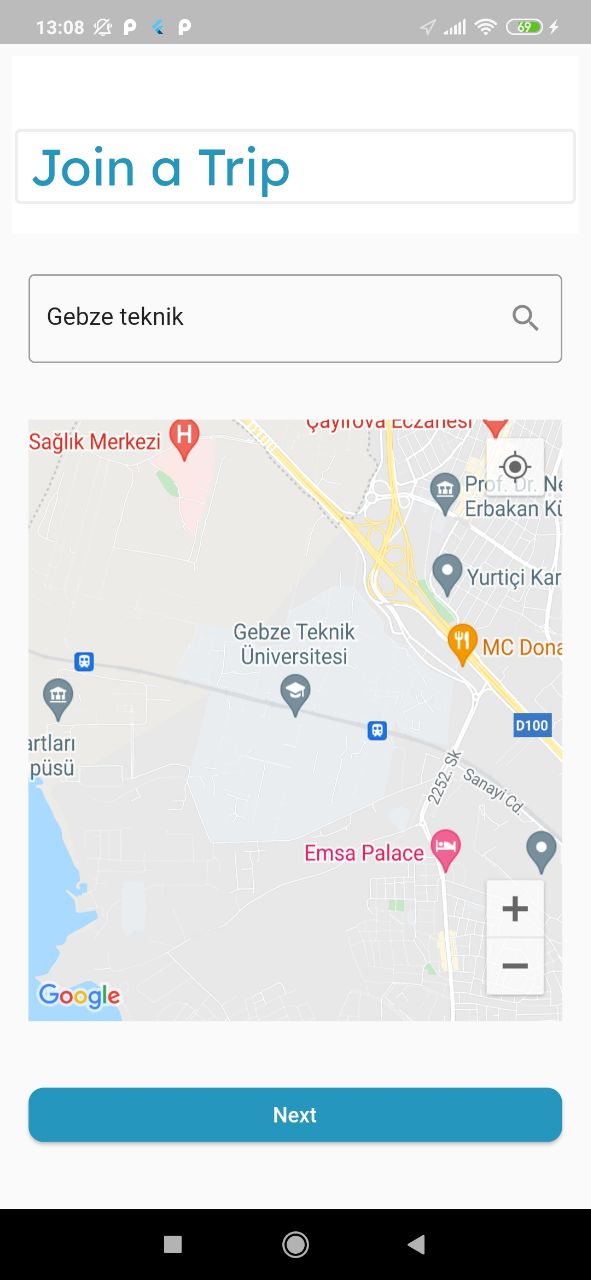 13:08
69
Join a Trip
Gebze teknik
Sağlık Merkezi
H
Çayırova Eczanesi
Prof. Dr. Ne
Erbakan Kü
Yurtiçi Kar
Gebze Teknik
Üniversitesi
MC Dona
artları
püsü
D100
2252. Sk
Sanayi Cd.
Emsa Palace
Google
Next